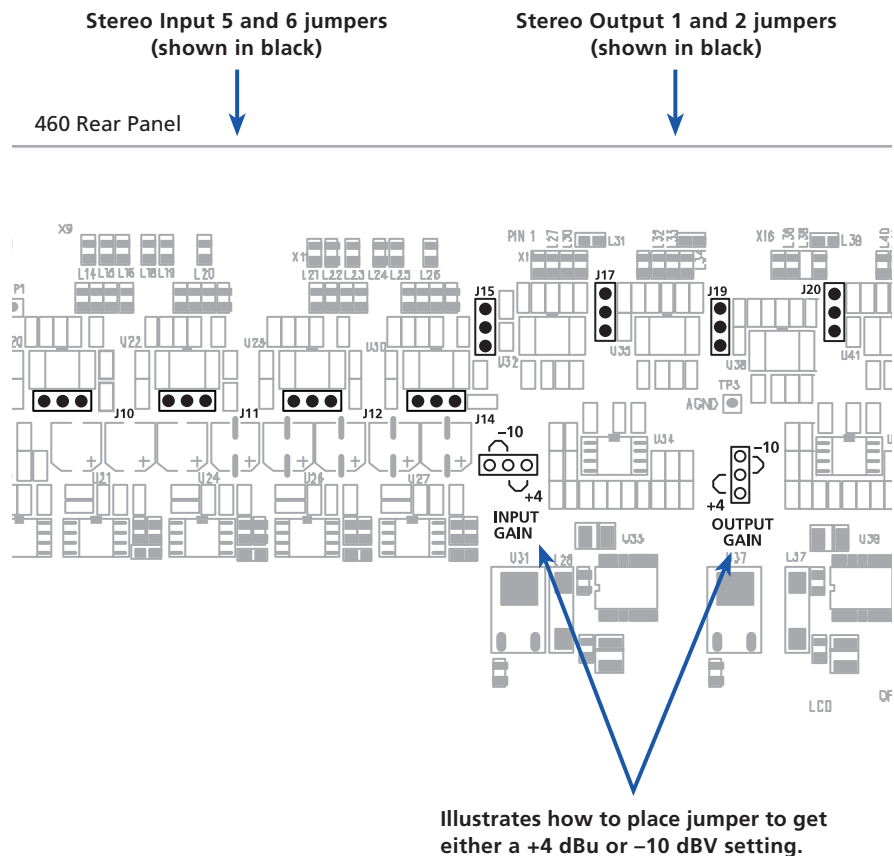 Stereo Input 5 and 6 jumpers
(shown in black)
Stereo Output 1 and 2 jumpers
(shown in black)
460 Rear Panel
X9
L14 L15 L16 L18 L19 L20
X1
L21 L22 L23 L24 L25 L26
PIN 1
L27 L30
L31
X1
L32 L33
L34
X16
L36 L38
L39
L40
P1
J15
J17
J19
J20
20
U22
U23
U30
U32
U35
U38
U41
TP3
AGND
J10
J11
J12
J14
–10
+4
INPUT
GAIN
U34
–10
+4
OUTPUT
GAIN
U21
U24
U26
U27
U31
L28
U33
U37
L37
U39
LCD
Illustrates how to place jumper to get
either a +4 dBu or –10 dBV setting.